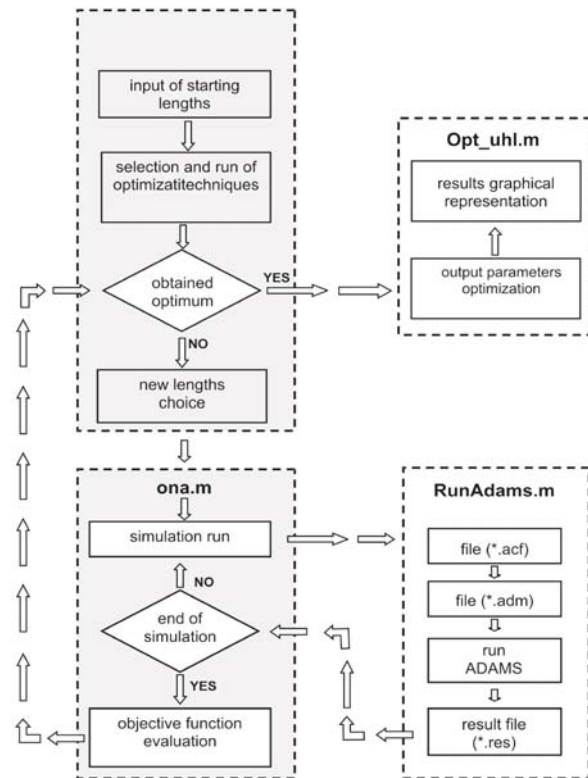 input of starting
lengths
selection and run of
optimizatitechniques
obtained
optimum
YES
NO
new lengths
choice
Opt_uhl.m
results graphical
representation
output parameters
optimization
ona.m
simulation run
NO
end of
simulation
YES
objective function
evaluation
RunAdams.m
file (*.acf)
file (*.adm)
run
ADAMS
result file
(*.res)